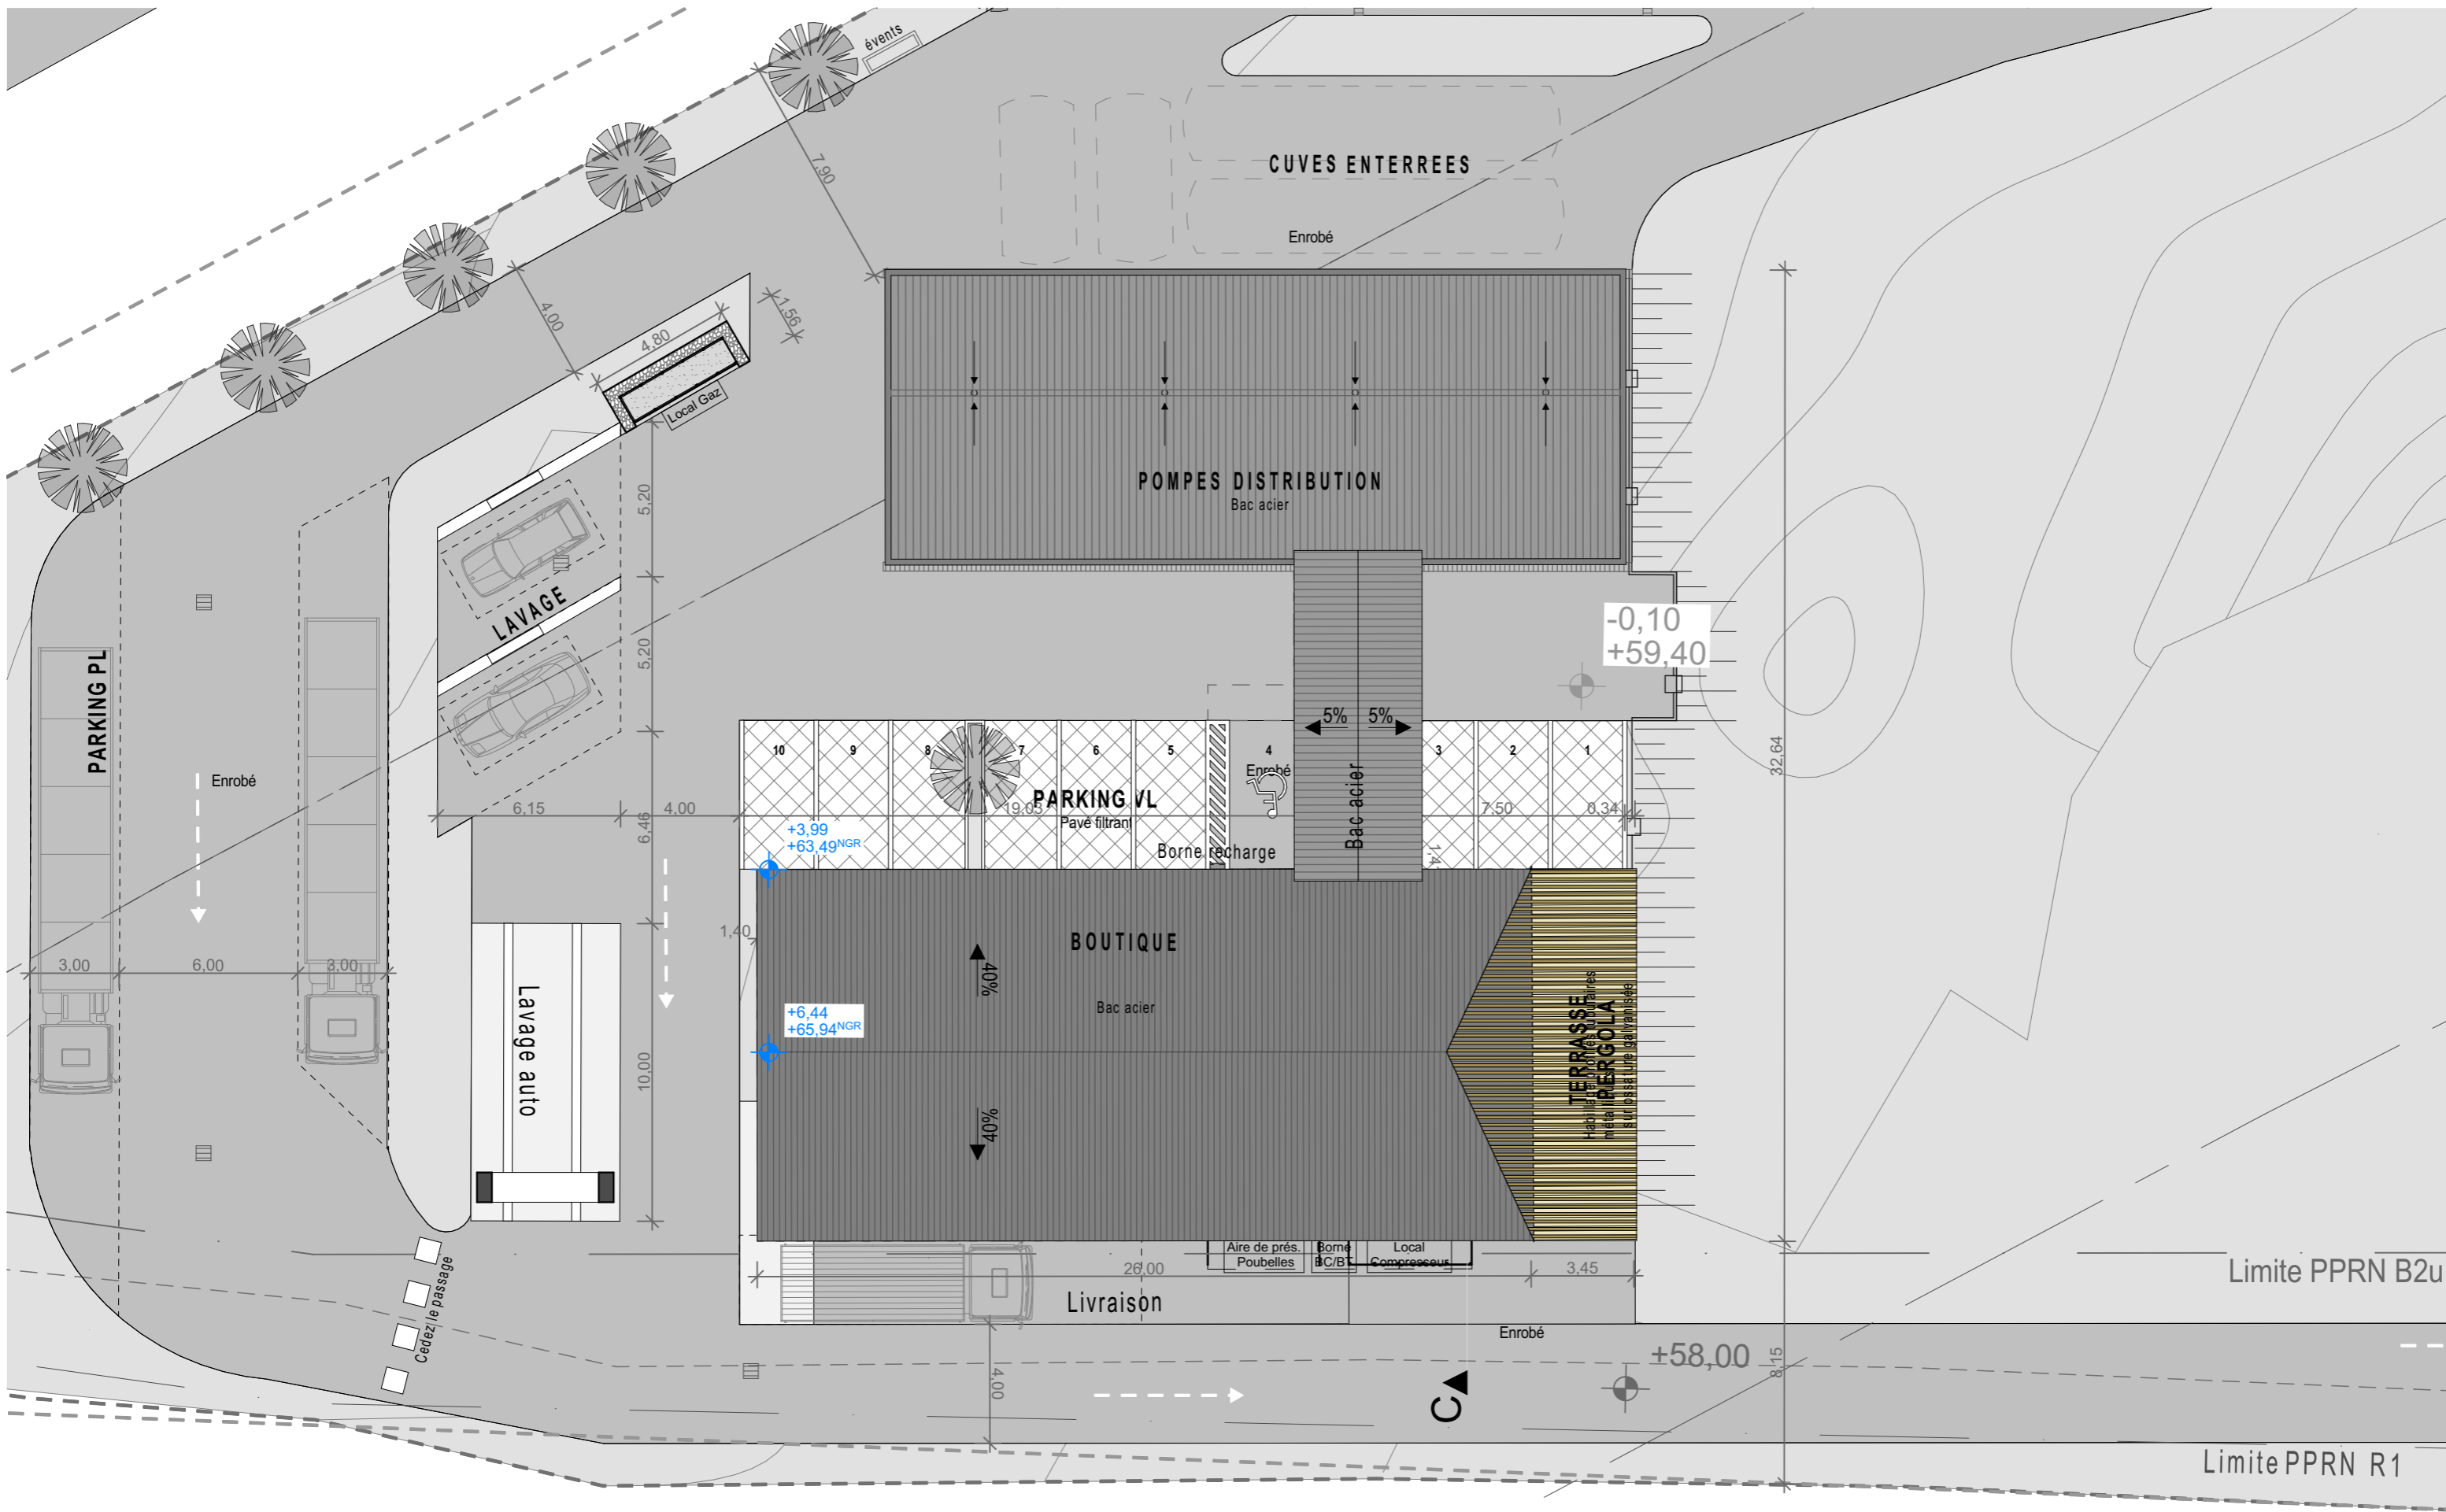 évents
7,90
CUVES ENTERREES
Enrobé
4,00
1,56
4,80
Local Gaz
POMPES DISTRIBUTION
Bac acier
5,20
LAVAGE
5,20
-0,10
+59,40
PARKING PL
Enrobé
5% 5%
10 9 8 7 6 5 4 3 2 1
Enrobé
PARKING VL
Pavé filtrant
Bac acier
32,64
6,15
4,00
6,46
19,03
7,50
0,34
+3,99
+63,49NGR
Borne recharge
1,40
BOUTIQUE
Bac acier
40%
40%
+6,44
+65,94NGR
3,00
6,00
3,00
Lavage auto
10,00
TERRASSE
PERGOLA
sur ossature galvanisée
Aire de prés.
Poubelles
Borne
BC/BT
Local
Compresseur
26,00
3,45
Livraison
Cedez le passage
Enrobé
4,00
+58,00
8,15
C
Limite PPRN B2u
Limite PPRN R1